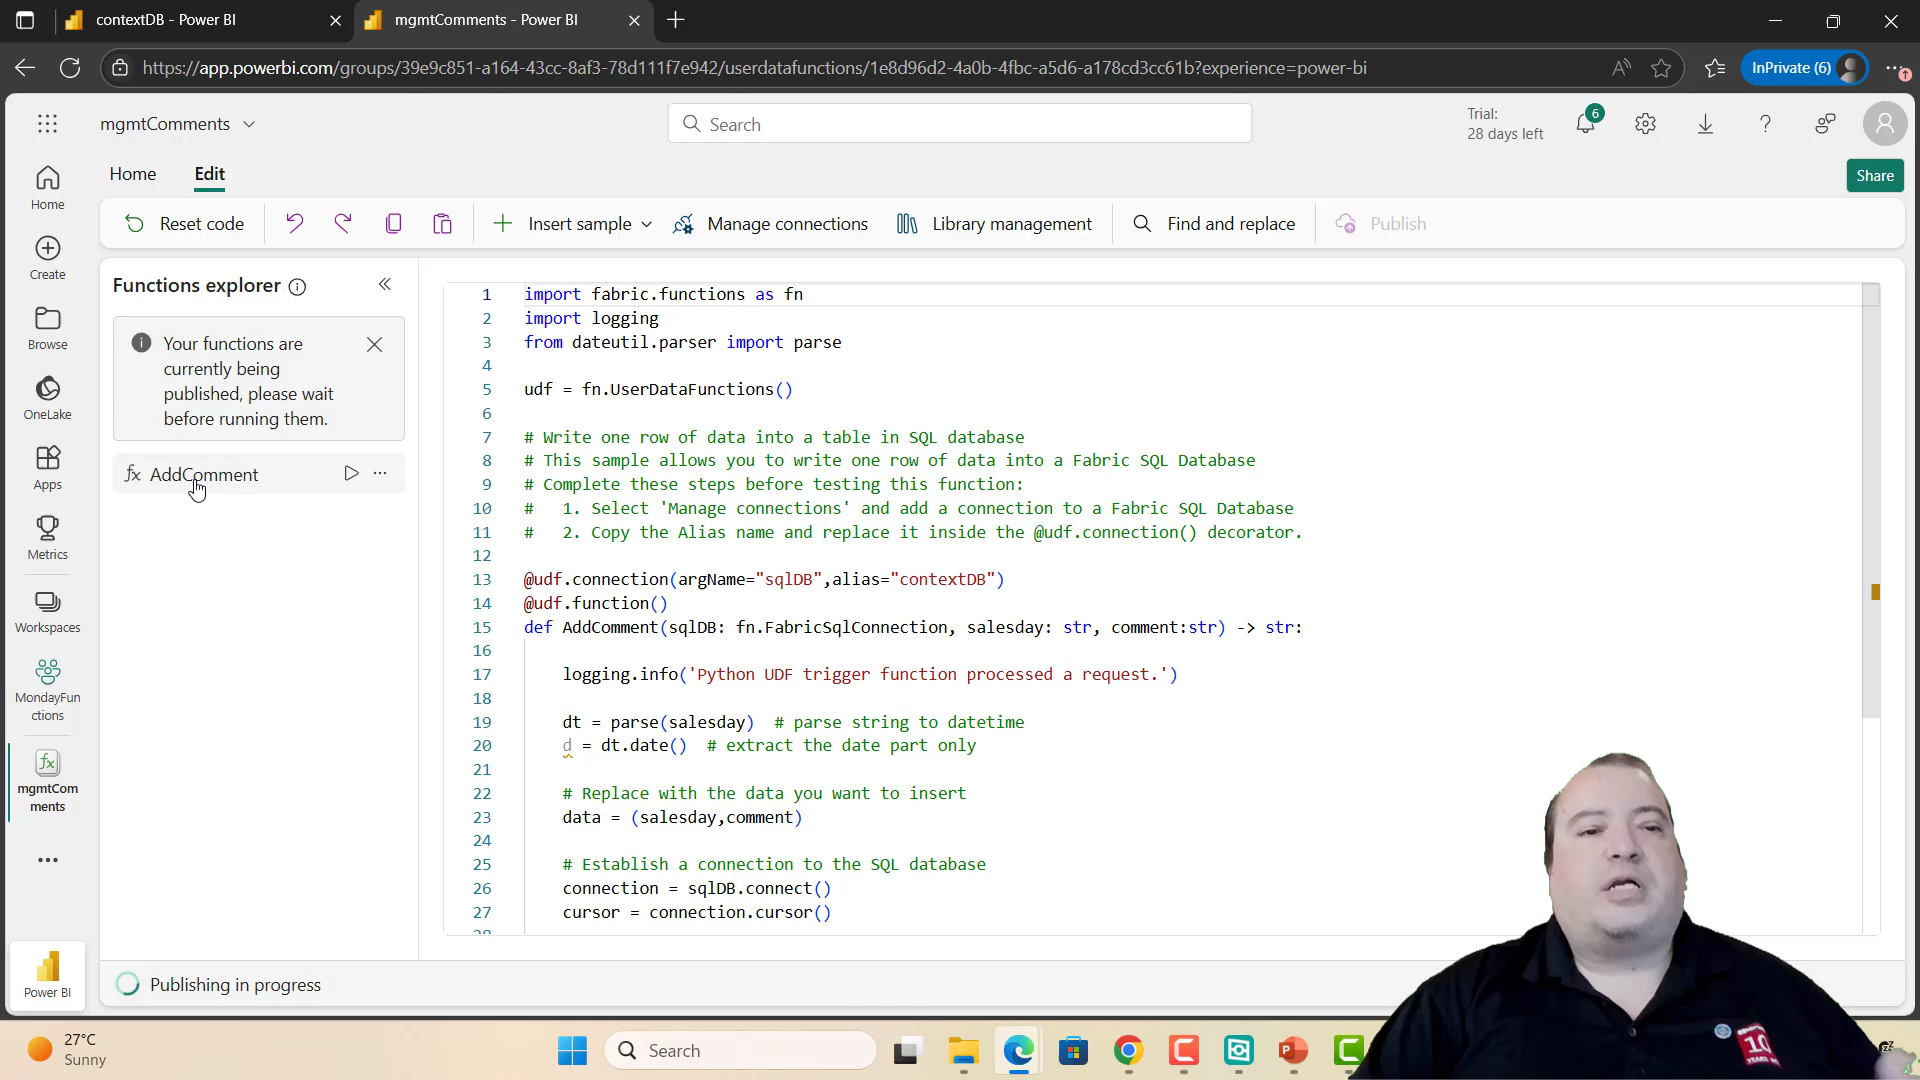 contextDB - Power BI
mgmtComments - Power BI
https://app.powerbi.com/groups/39e9c851-a164-43cc-8af3-78d111f7e942/userdatafunctions/1e8d96d2-4a0b-4fbc-a5d6-a178cd3cc61b?experience=power-bi
InPrivate (6)
mgmtComments
Search
Trial:
28 days left
6
Home
Edit
Share
Reset code
Insert sample
Manage connections
Library management
Find and replace
Publish
Home
Create
Browse
OneLake
Apps
Metrics
Workspaces
MondayFun
ctions
mgmtCom
ments
Power BI
Functions explorer
Your functions are
currently being
published, please wait
before running them.
fx AddComment
1 import fabric.functions as fn
2 import logging
3 from dateutil.parser import parse
4
5 udf = fn.UserDataFunctions()
6
7 # Write one row of data into a table in SQL database
8 # This sample allows you to write one row of data into a Fabric SQL Database
9 # Complete these steps before testing this function:
10 #   1. Select 'Manage connections' and add a connection to a Fabric SQL Database
11 #   2. Copy the Alias name and replace it inside the @udf.connection() decorator.
12
13 @udf.connection(argName="sqlDB",alias="contextDB")
14 @udf.function()
15 def AddComment(sqlDB: fn.FabricSqlConnection, salesday: str, comment:str) -> str:
16
17     logging.info('Python UDF trigger function processed a request.')
18
19     dt = parse(salesday)  # parse string to datetime
20     d = dt.date()  # extract the date part only
21
22     # Replace with the data you want to insert
23     data = (salesday,comment)
24
25     # Establish a connection to the SQL database
26     connection = sqlDB.connect()
27     cursor = connection.cursor()
Publishing in progress
27°C
Sunny
Search
10